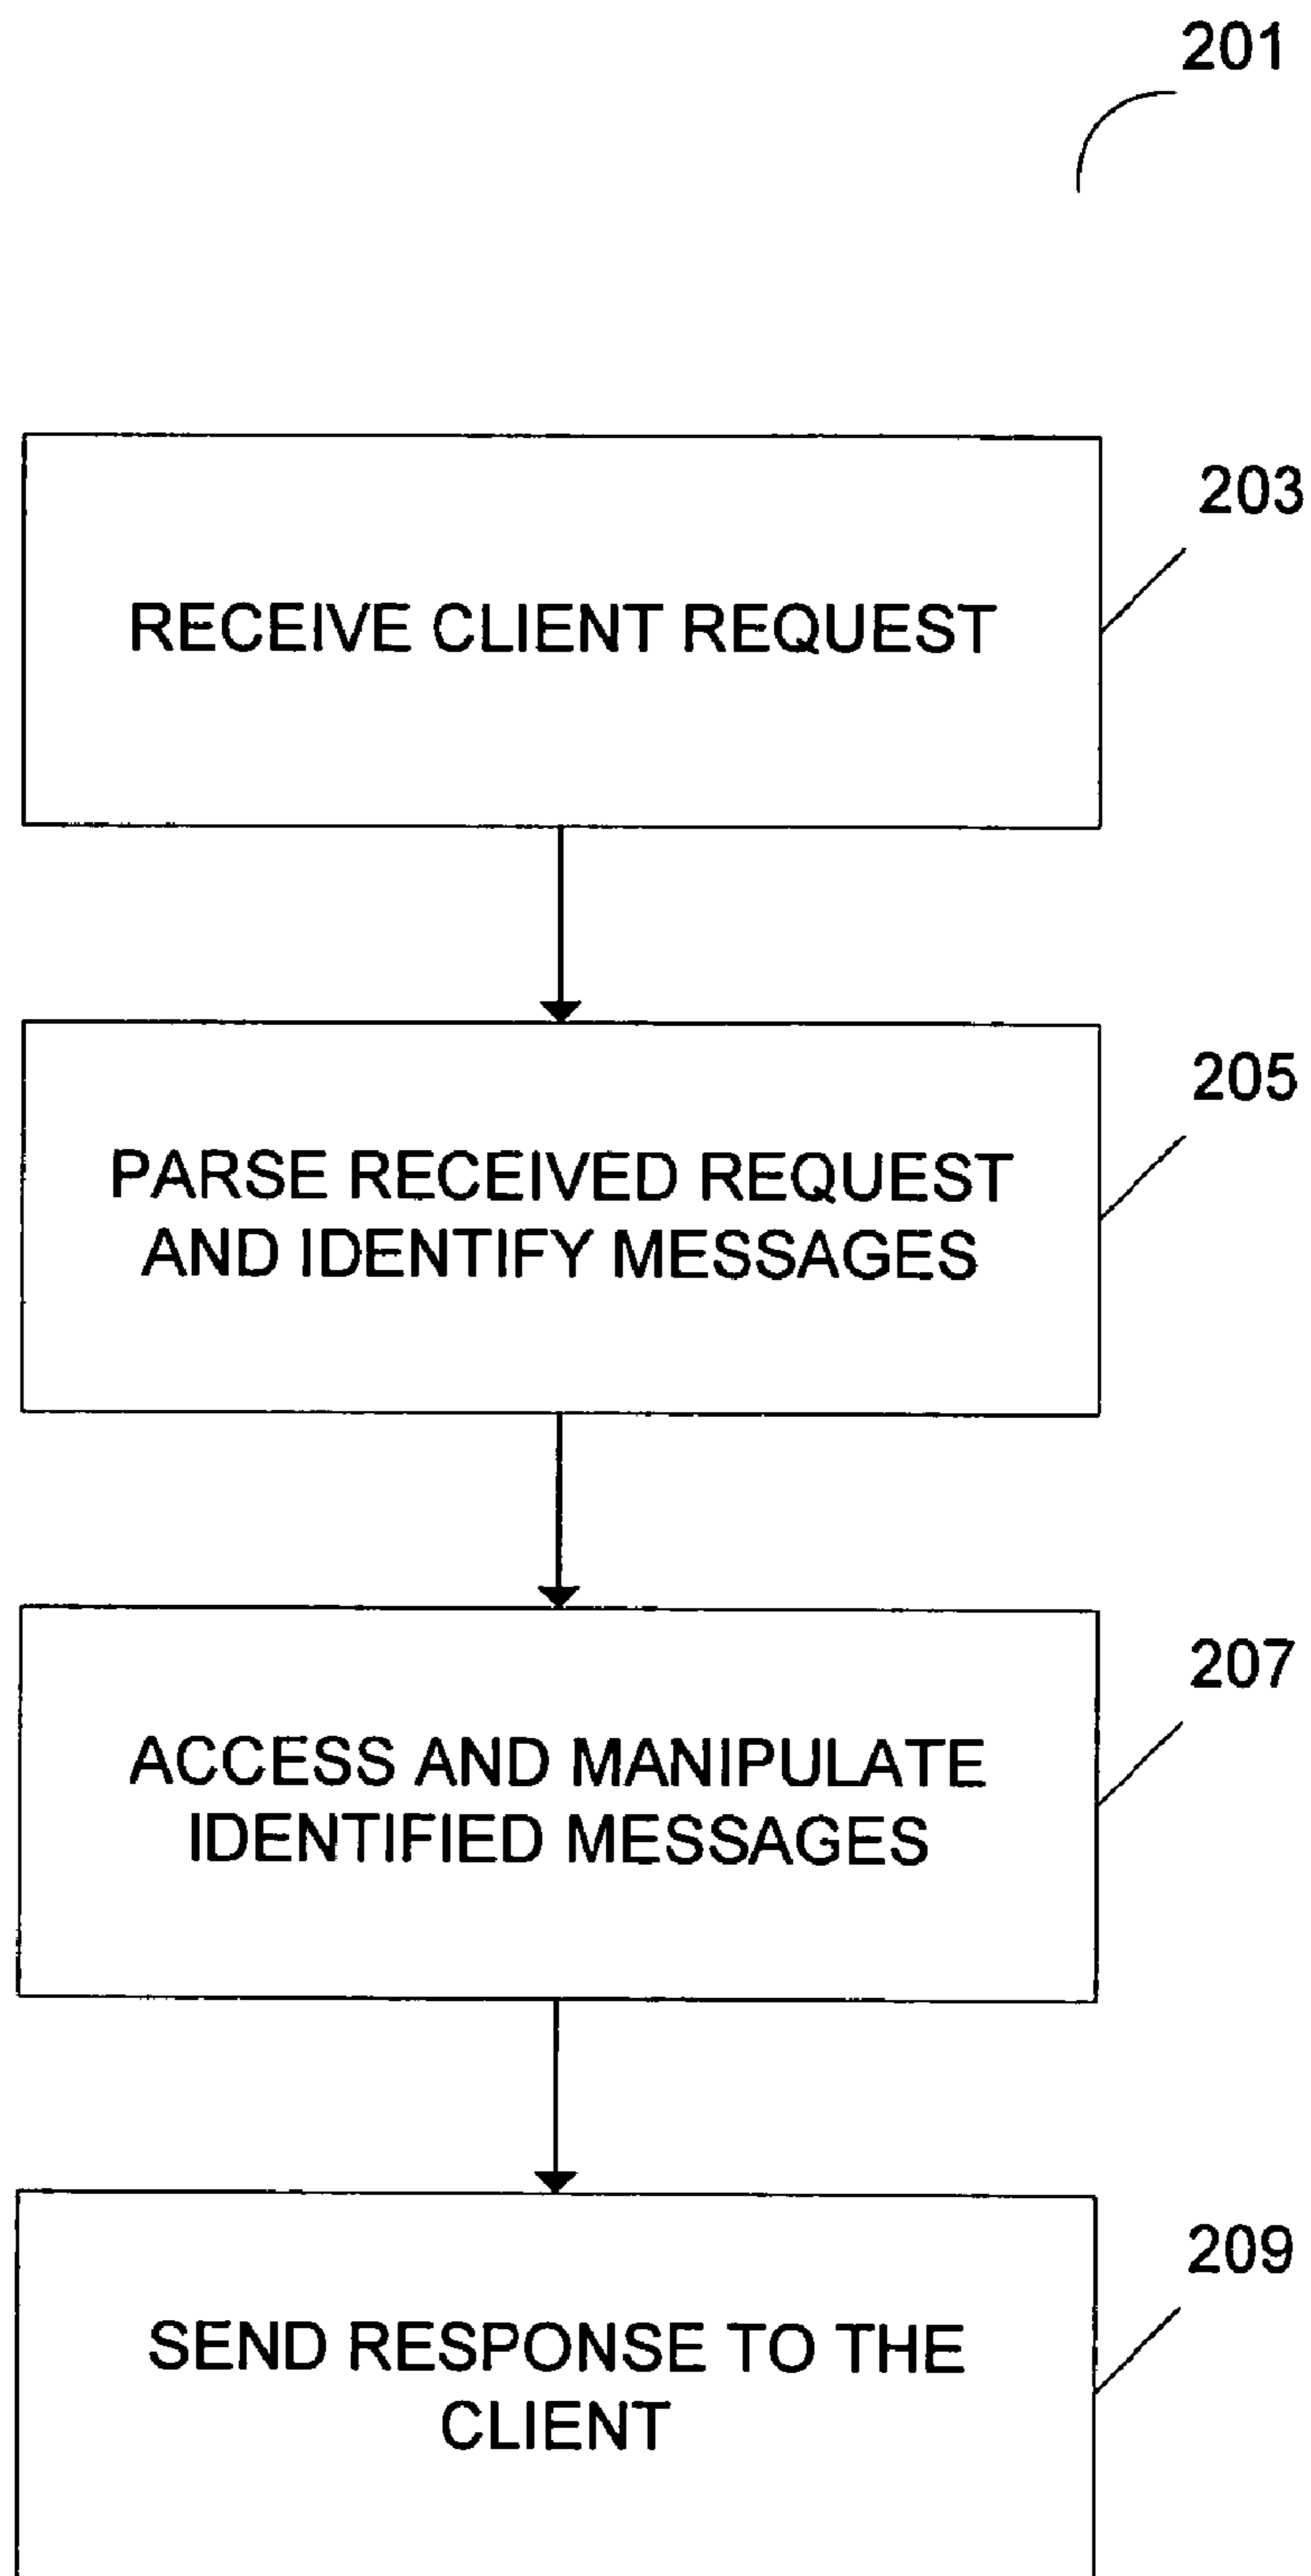 201
203
RECEIVE CLIENT REQUEST
205
PARSE RECEIVED REQUEST
AND IDENTIFY MESSAGES
207
ACCESS AND MANIPULATE
IDENTIFIED MESSAGES
209
SEND RESPONSE TO THE
CLIENT